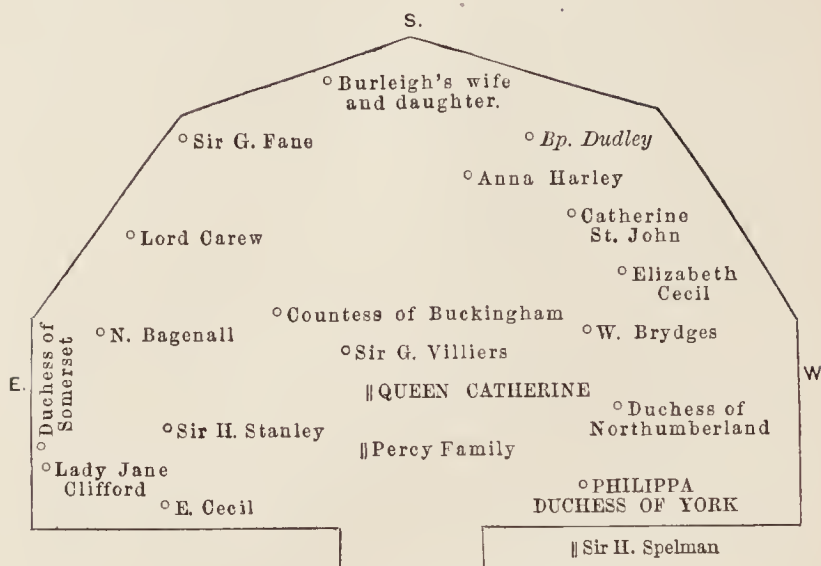 S.
° Burleigh's wife
and daughter.
° Sir G. Fane
° Bp. Dudley
° Anna Harley
° Catherine
St. John
° Lord Carew
° Elizabeth
Cecil
° Countess of Buckingham
° N. Bagenall
° W. Brydges
° Duchess of
Somerset
° Sir G. Villiers
E.
W
|| QUEEN CATHERINE
° Duchess of
Northumberland
° Sir H. Stanley
|| Percy Family
° Lady Jane
Clifford
° E. Cecil
° PHILIPPA
DUCHESS OF YORK
|| Sir H. Spelman